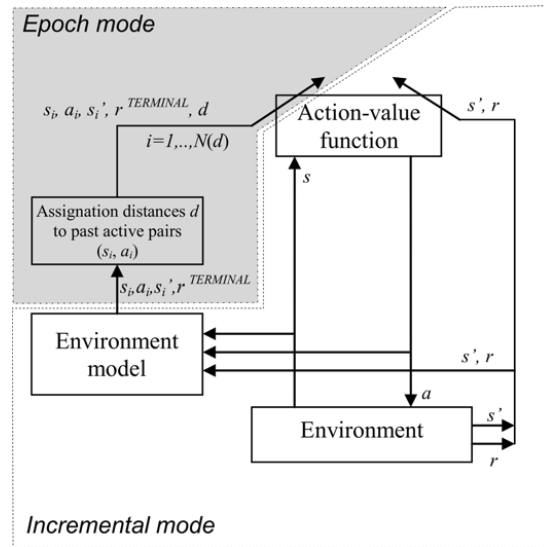 Epoch mode
s_i, a_i, s_i', r^TERMINAL, d
i=1,..,N(d)
Action-value
function
s', r
s
Assignation distances d
to past active pairs
(s_i, a_i)
s_i,a_i,s_i',r^TERMINAL
Environment
model
s', r
a
Environment
s'
r
Incremental mode